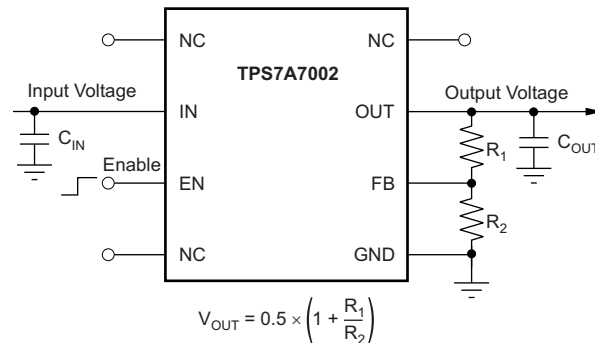 NC
NC
TPS7A7002
Input Voltage
IN
OUT
Output Voltage
C_IN
R_1
C_OUT
Enable
EN
FB
R_2
NC
GND
V_OUT = 0.5 × (1 + R_1/R_2)